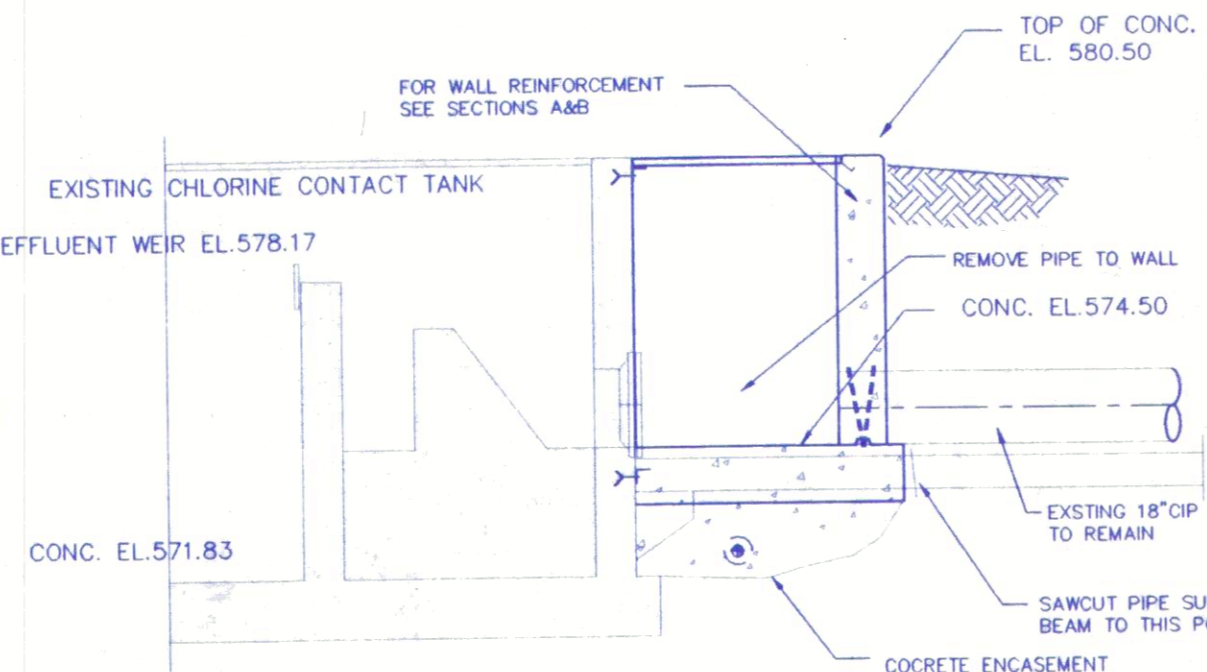 TOP OF CONC.
EL. 580.50
FOR WALL REINFORCEMENT
SEE SECTIONS A&B
EXISTING CHLORINE CONTACT TANK
EFFLUENT WEIR EL.578.17
REMOVE PIPE TO WALL
CONC. EL.574.50
EXSTING 18"CIP
TO REMAIN
CONC. EL.571.83
SAWCUT PIPE SU
BEAM TO THIS PO
COCRETE ENCASEMENT